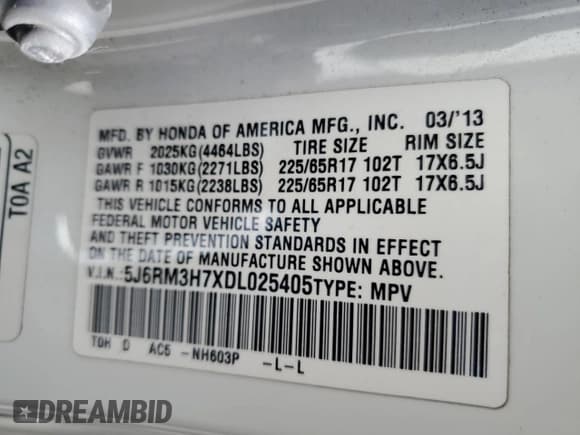 MFD. BY HONDA OF AMERICA MFG., INC. 03/'13
GVWR 2025KG(4464LBS) TIRE SIZE RIM SIZE
GAWR F 1030KG(2271LBS) 225/65R17 102T 17X6.5J
GAWR R 1015KG(2238LBS) 225/65R17 102T 17X6.5J
THIS VEHICLE CONFORMS TO ALL APPLICABLE
FEDERAL MOTOR VEHICLE SAFETY
AND THEFT PREVENTION STANDARDS IN EFFECT
ON THE DATE OF MANUFACTURE SHOWN ABOVE.
V.I.N.:5J6RM3H7XDL025405TYPE: MPV
TOH D AC5 -NH603P -L-L
T0A A2
DREAMBID